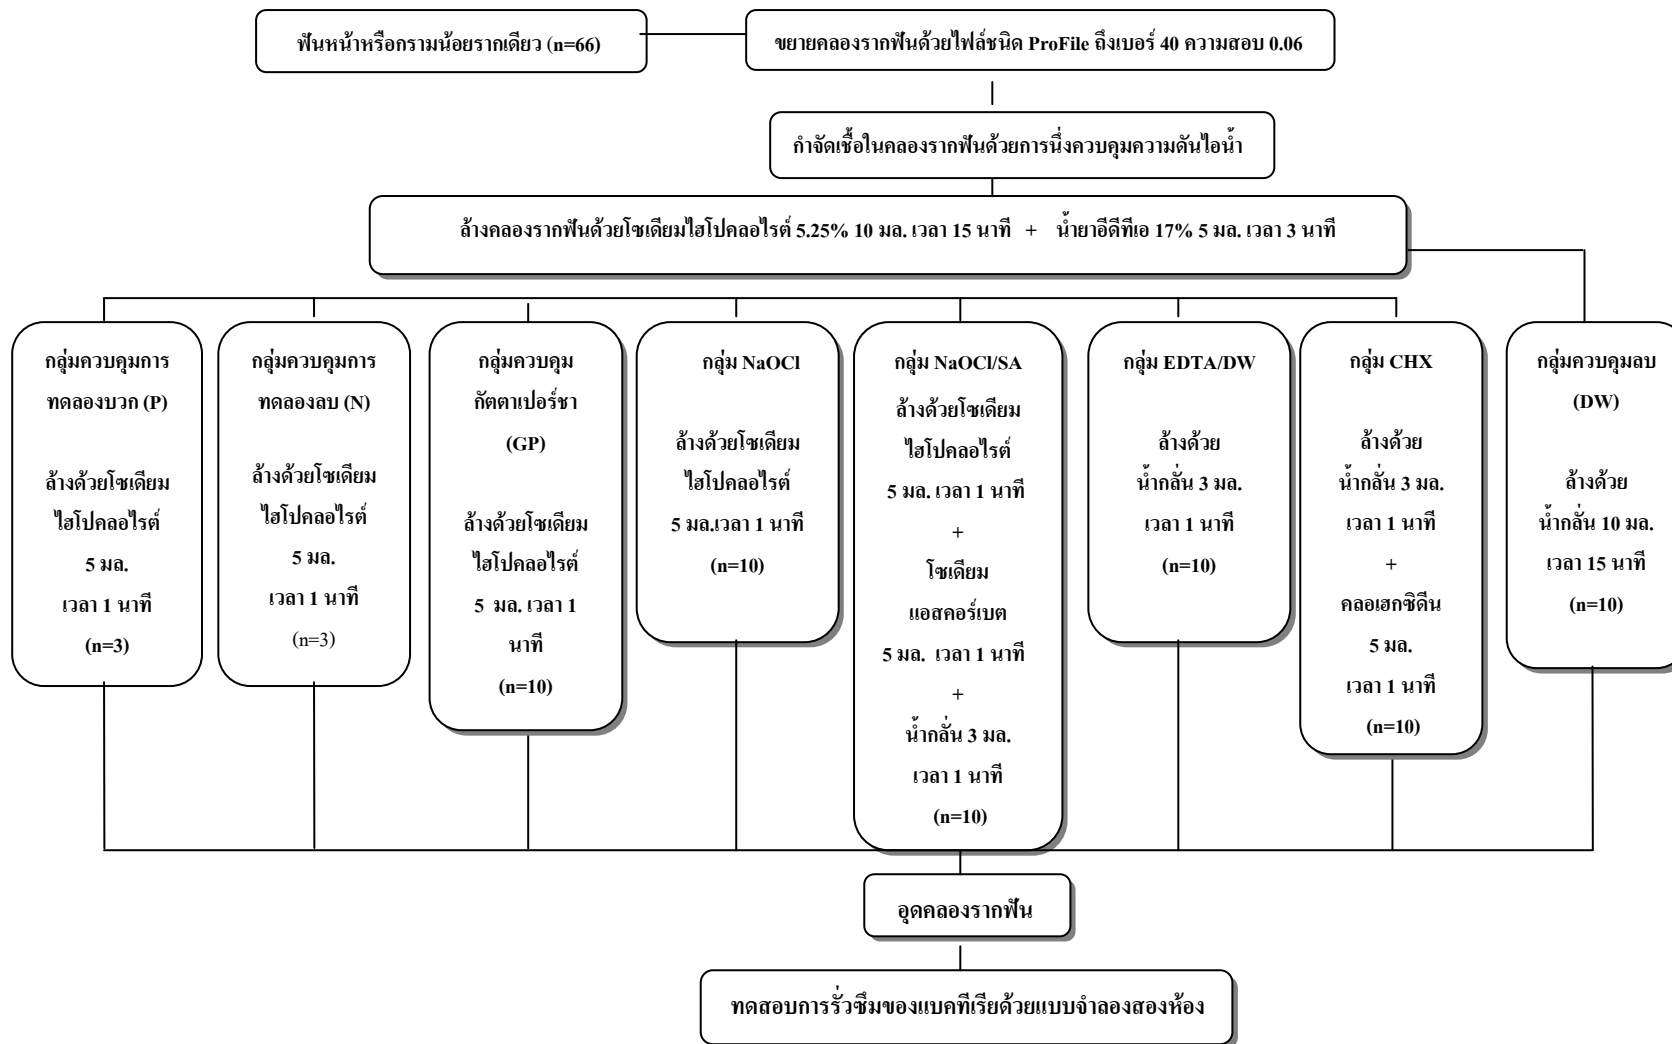 ฟันหน้าหรือกรามน้อยรากเดียว (n=66)
ขยายคลองรากฟันด้วยไฟล์ชนิด ProFile ถึงเบอร์ 40 ความสอบ 0.06
กำจัดเชื้อในคลองรากฟันด้วยการนึ่งควบคุมความดันไอน้ำ
ล้างคลองรากฟันด้วยโซเดียมไฮโปคลอไรต์ 5.25% 10 มล. เวลา 15 นาที + น้ำยาอีดีทีเอ 17% 5 มล. เวลา 3 นาที
กลุ่มควบคุมการ
ทดลองบวก (P)
ล้างด้วยโซเดียม
ไฮโปคลอไรต์
5 มล.
เวลา 1 นาที
(n=3)
กลุ่มควบคุมการ
ทดลองลบ (N)
ล้างด้วยโซเดียม
ไฮโปคลอไรต์
5 มล.
เวลา 1 นาที
(n=3)
กลุ่มควบคุม
กัตตาเปอร์ชา
(GP)
ล้างด้วยโซเดียม
ไฮโปคลอไรต์
5 มล. เวลา 1
นาที
(n=10)
กลุ่ม NaOCl
ล้างด้วยโซเดียม
ไฮโปคลอไรต์
5 มล.เวลา 1 นาที
(n=10)
กลุ่ม NaOCl/SA
ล้างด้วยโซเดียม
ไฮโปคลอไรต์
5 มล. เวลา 1 นาที
+
โซเดียม
แอสคอร์เบต
5 มล. เวลา 1 นาที
+
น้ำกลั่น 3 มล.
เวลา 1 นาที
(n=10)
กลุ่ม EDTA/DW
ล้างด้วย
น้ำกลั่น 3 มล.
เวลา 1 นาที
(n=10)
กลุ่ม CHX
ล้างด้วย
น้ำกลั่น 3 มล.
เวลา 1 นาที
+
คลอเฮกซิดีน
5 มล.
เวลา 1 นาที
(n=10)
กลุ่มควบคุมลบ
(DW)
ล้างด้วย
น้ำกลั่น 10 มล.
เวลา 15 นาที
(n=10)
อุดคลองรากฟัน
ทดสอบการรั่วซึมของแบคทีเรียด้วยแบบจำลองสองห้อง